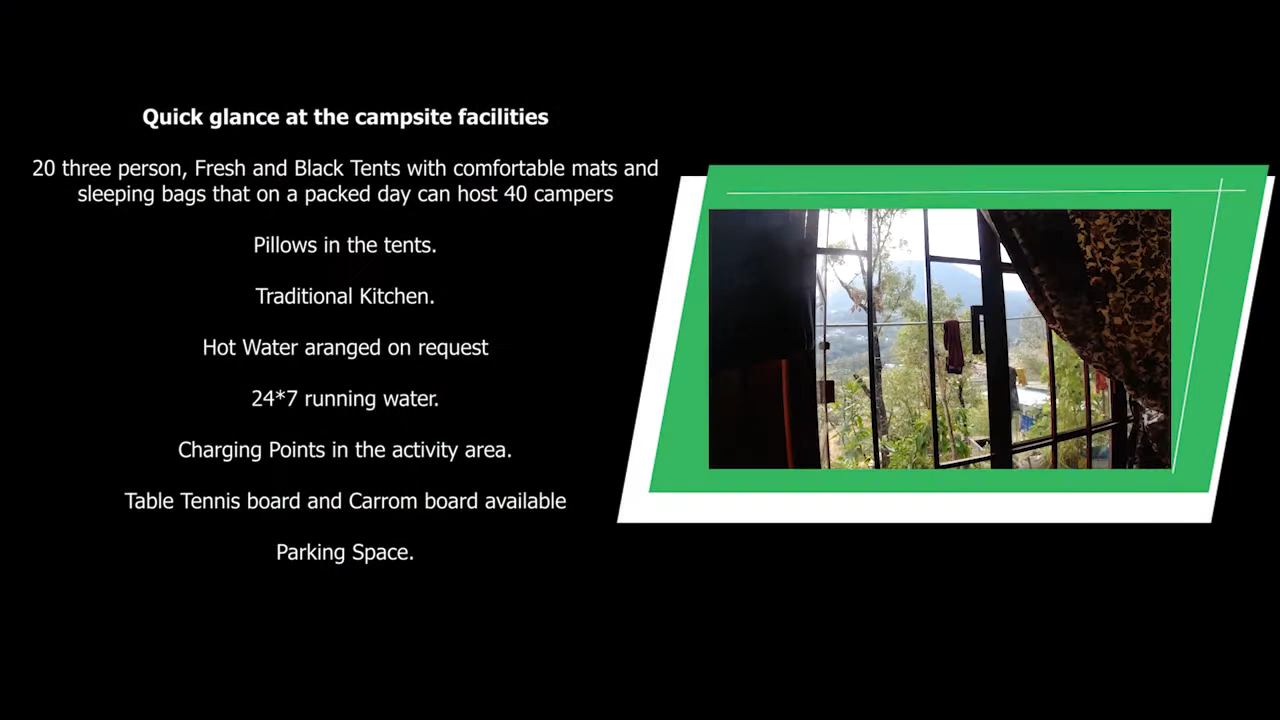 Quick glance at the campsite facilities
20 three person, Fresh and Black Tents with comfortable mats and
sleeping bags that on a packed day can host 40 campers
Pillows in the tents.
Traditional Kitchen.
Hot Water aranged on request
24*7 running water.
Charging Points in the activity area.
Table Tennis board and Carrom board available
Parking Space.